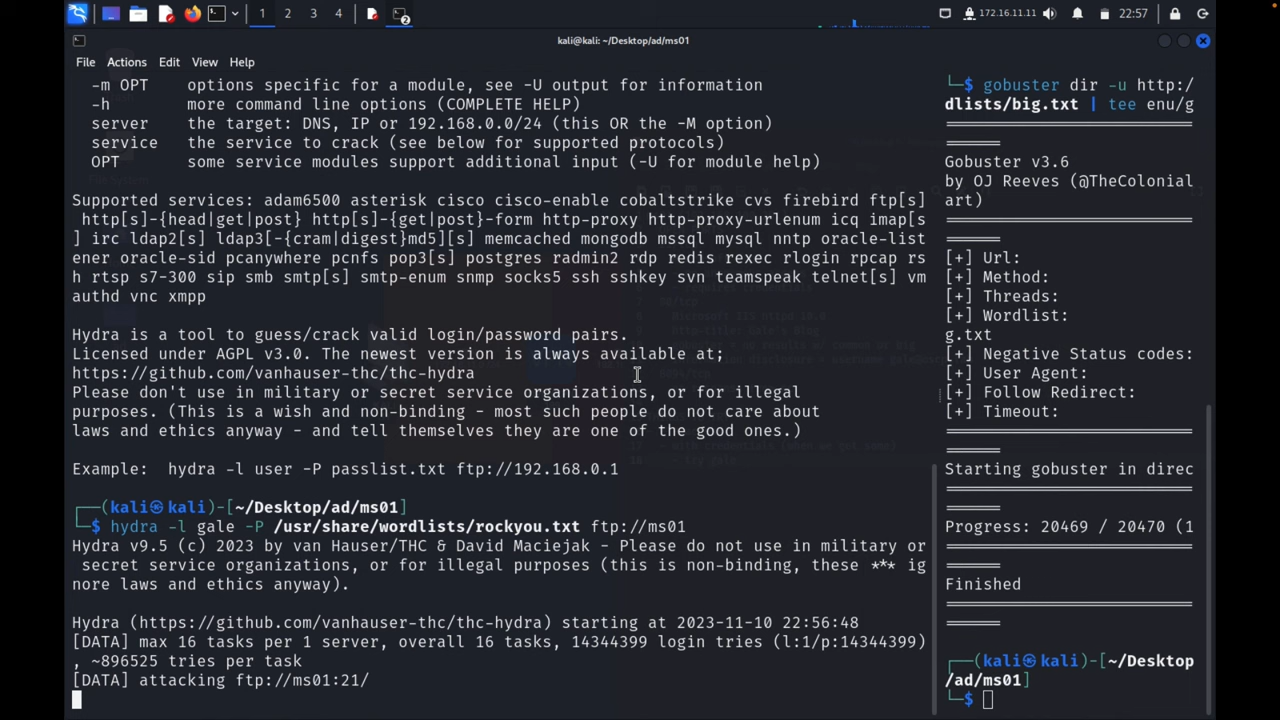 1 2 3 4 2 172.16.11.11 22:57
kali@kali: ~/Desktop/ad/ms01
File Actions Edit View Help
-m OPT options specific for a module, see -U output for information
-h more command line options (COMPLETE HELP)
server the target: DNS, IP or 192.168.0.0/24 (this OR the -M option)
service the service to crack (see below for supported protocols)
OPT some service modules support additional input (-U for module help)
Supported services: adam6500 asterisk cisco cisco-enable cobaltstrike cvs firebird ftp[s]
http[s]-{head|get|post} http[s]-{get|post}-form http-proxy http-proxy-urlenum icq imap[s
] irc ldap2[s] ldap3[-{cram|digest}md5][s] memcached mongodb mssql mysql nntp oracle-list
ener oracle-sid pcanywhere pcnfs pop3[s] postgres radmin2 rdp redis rexec rlogin rpcap rs
h rtsp s7-300 sip smb smtp[s] smtp-enum snmp socks5 ssh sshkey svn teamspeak telnet[s] vm
authd vnc xmpp
Hydra is a tool to guess/crack valid login/password pairs.
Licensed under AGPL v3.0. The newest version is always available at;
https://github.com/vanhauser-thc/thc-hydra
Please don't use in military or secret service organizations, or for illegal
purposes. (This is a wish and non-binding - most such people do not care about
laws and ethics anyway - and tell themselves they are one of the good ones.)
Example: hydra -l user -P passlist.txt ftp://192.168.0.1
┌──(kali㉿kali)-[~/Desktop/ad/ms01]
└─$ hydra -l gale -P /usr/share/wordlists/rockyou.txt ftp://ms01
Hydra v9.5 (c) 2023 by van Hauser/THC & David Maciejak - Please do not use in military or
secret service organizations, or for illegal purposes (this is non-binding, these *** ig
nore laws and ethics anyway).
Hydra (https://github.com/vanhauser-thc/thc-hydra) starting at 2023-11-10 22:56:48
[DATA] max 16 tasks per 1 server, overall 16 tasks, 14344399 login tries (l:1/p:14344399)
, ~896525 tries per task
[DATA] attacking ftp://ms01:21/
└─$ gobuster dir -u http:/
dlists/big.txt | tee enu/g
Gobuster v3.6
by OJ Reeves (@TheColonial
art)
[+] Url:
[+] Method:
[+] Threads:
[+] Wordlist:
g.txt
[+] Negative Status codes:
[+] User Agent:
[+] Follow Redirect:
[+] Timeout:
Starting gobuster in direc
Progress: 20469 / 20470 (1
Finished
┌──(kali㉿kali)-[~/Desktop
/ad/ms01]
└─$